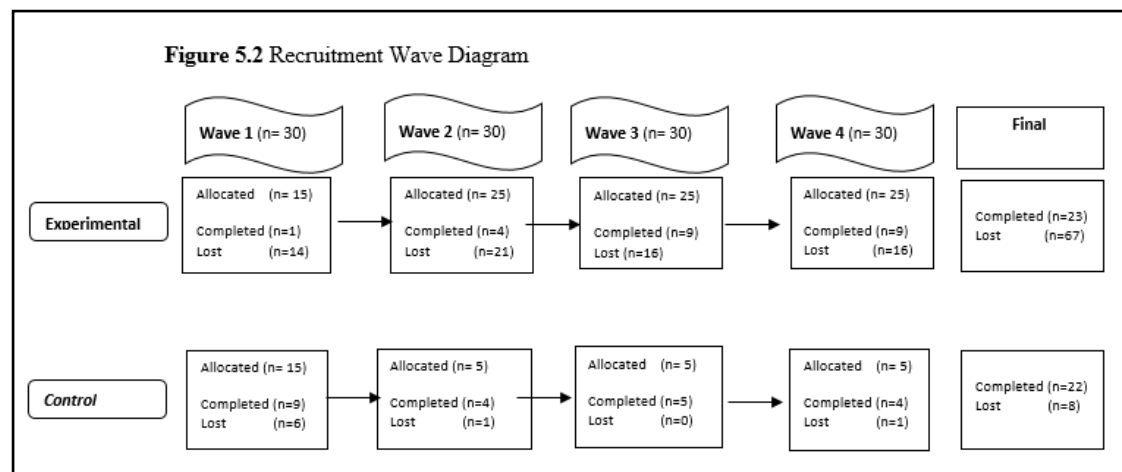 Figure 5.2 Recruitment Wave Diagram
Wave 1 (n= 30)
Wave 2 (n= 30)
Wave 3 (n= 30)
Wave 4 (n= 30)
Final
Experimental
Allocated (n= 15)
Completed (n=1)
Lost (n=14)
Allocated (n= 25)
Completed (n=4)
Lost (n=21)
Allocated (n= 25)
Completed (n=9)
Lost (n=16)
Allocated (n= 25)
Completed (n=9)
Lost (n=16)
Completed (n=23)
Lost (n=67)
Control
Allocated (n= 15)
Completed (n=9)
Lost (n=6)
Allocated (n= 5)
Completed (n=4)
Lost (n=1)
Allocated (n= 5)
Completed (n=5)
Lost (n=0)
Allocated (n= 5)
Completed (n=4)
Lost (n=1)
Completed (n=22)
Lost (n=8)